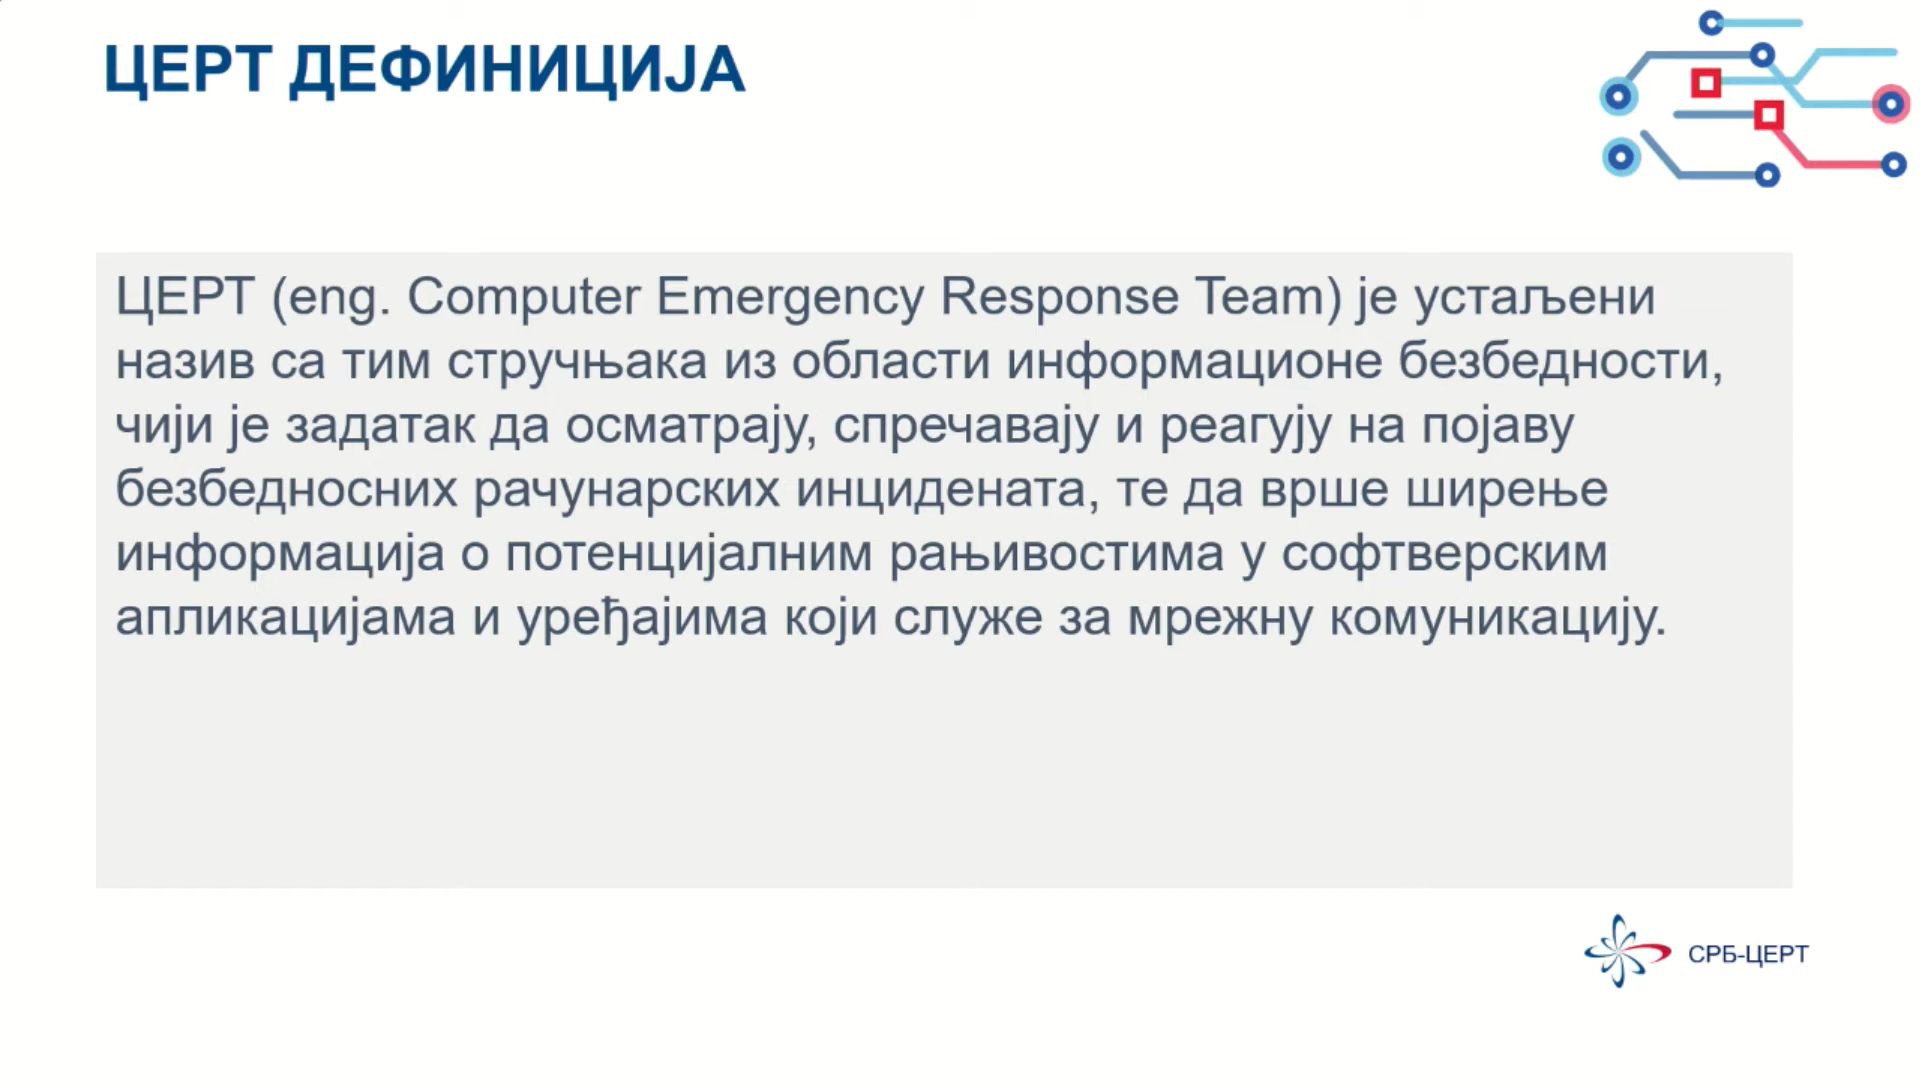 ЦЕРТ ДЕФИНИЦИЈА
ЦЕРТ (eng. Computer Emergency Response Team) је устаљени
назив са тим стручњака из области информационе безбедности,
чији је задатак да осматрају, спречавају и реагују на појаву
безбедносних рачунарских инцидената, те да врше ширење
информација о потенцијалним рањивостима у софтверским
апликацијама и уређајима који служе за мрежну комуникацију.
СРБ-ЦЕРТ